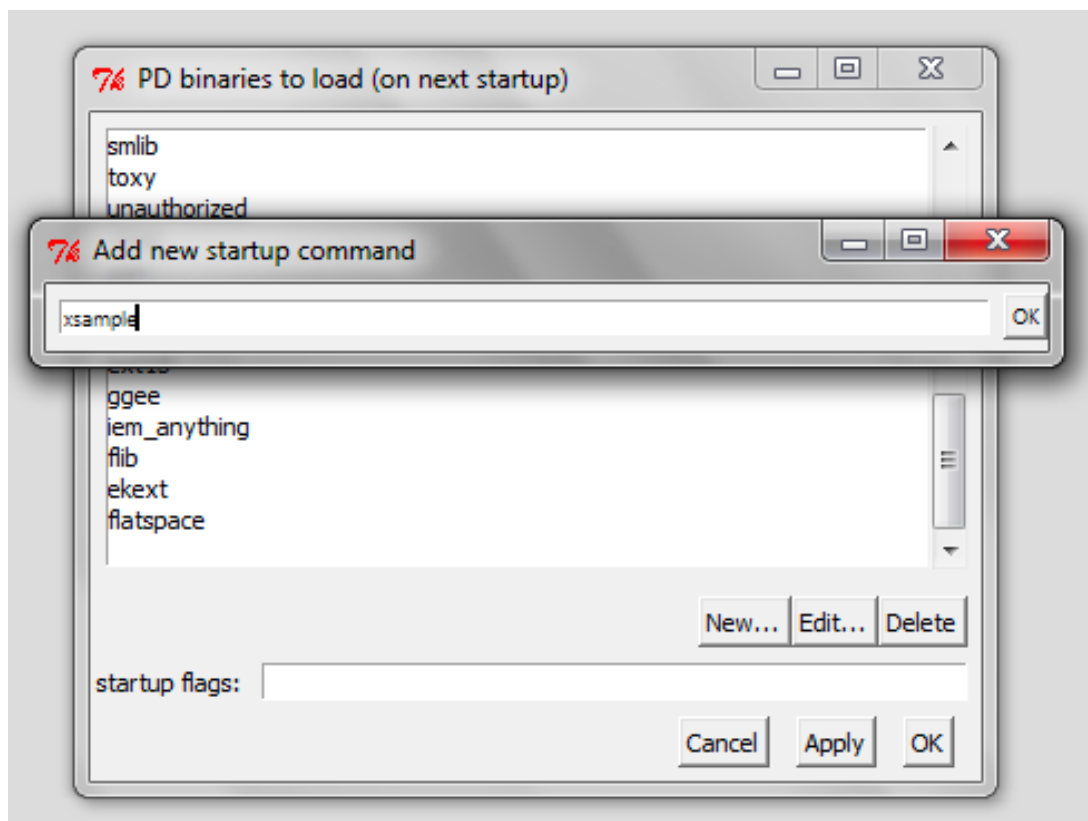 PD binaries to load (on next startup)
smlib
toxy
unauthorized
Add new startup command
xsample
OK
ggee
iem_anything
flib
ekext
flatspace
New... Edit... Delete
startup flags:
Cancel Apply OK